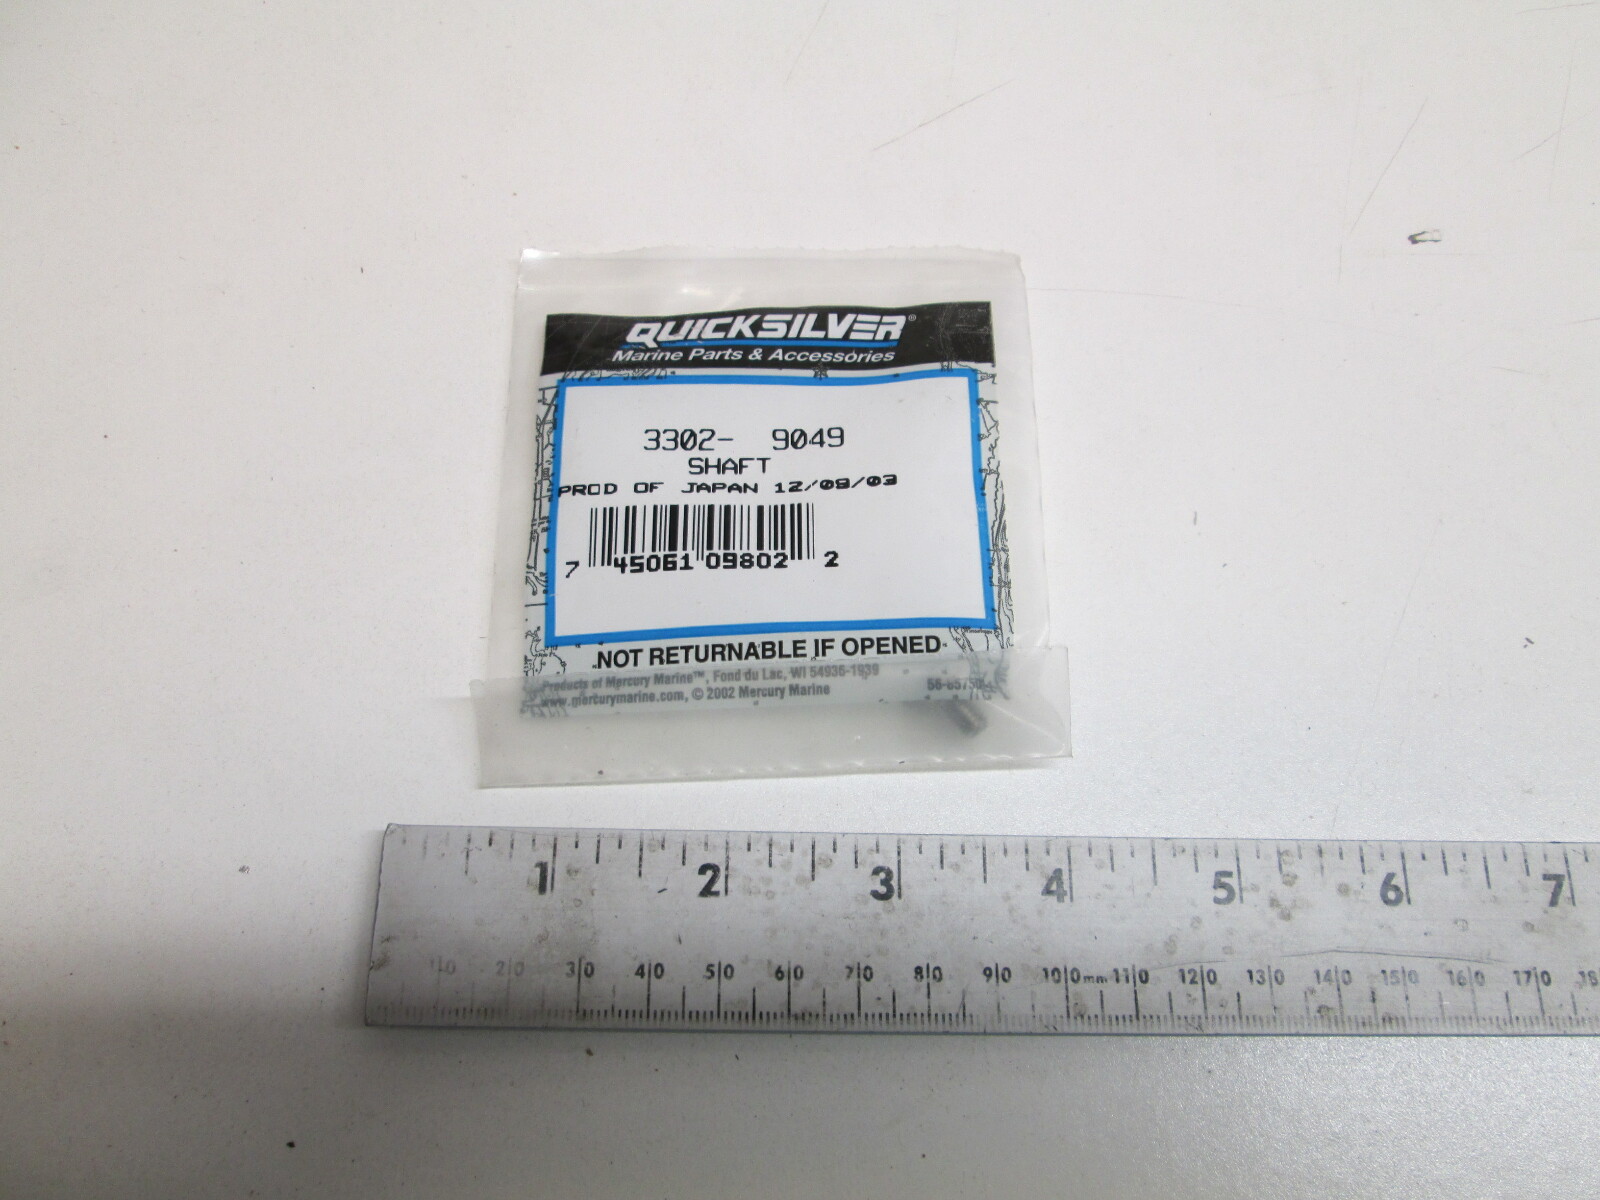 QUICKSILVER®
Marine Parts & Accessories
3302- 9049
SHAFT
PROD OF JAPAN 12/09/03
7 45061 09802 2
NOT RETURNABLE IF OPENED
Products of Mercury Marine™, Fond du Lac, WI 54936-1939
www.mercurymarine.com, © 2002 Mercury Marine
1 2 3 4 5 6 7
10 20 30 40 50 60 70 80 90 100mm 110 120 130 140 150 160 170 18